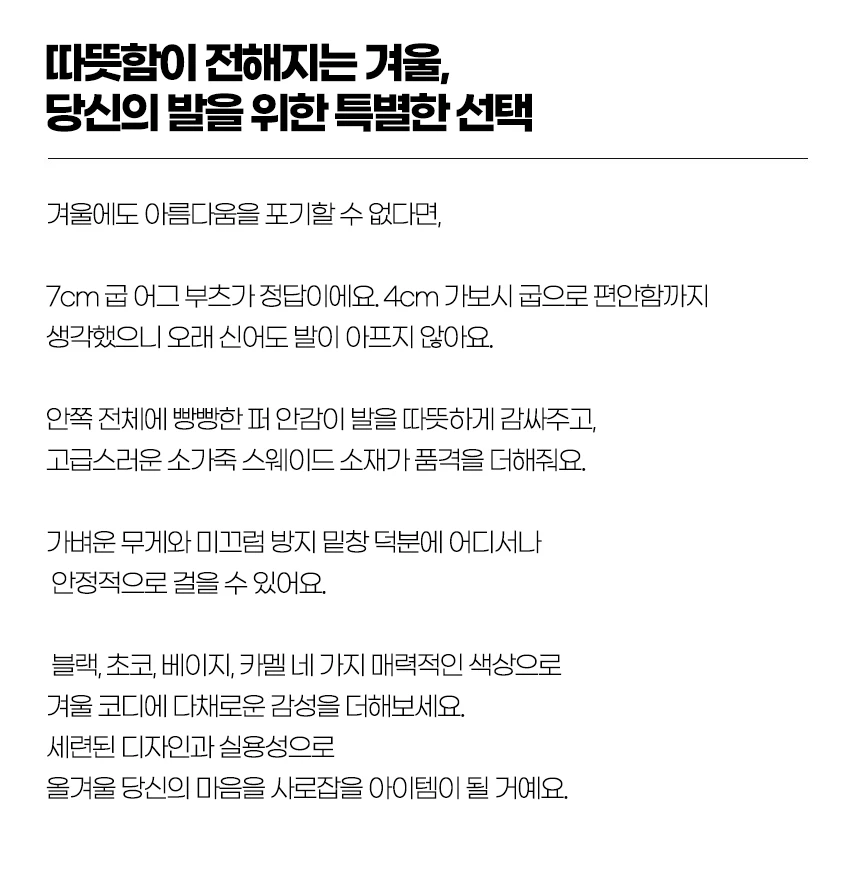 따뜻함이 전해지는 겨울,
당신의 발을 위한 특별한 선택
겨울에도 아름다움을 포기할 수 없다면,
7cm 굽 어그 부츠가 정답이에요. 4cm 가보시 굽으로 편안함까지
생각했으니 오래 신어도 발이 아프지 않아요.
안쪽 전체에 빵빵한 퍼 안감이 발을 따뜻하게 감싸주고,
고급스러운 소가죽 스웨이드 소재가 품격을 더해줘요.
가벼운 무게와 미끄럼 방지 밑창 덕분에 어디서나
안정적으로 걸을 수 있어요.
블랙, 초코, 베이지, 카멜 네 가지 매력적인 색상으로
겨울 코디에 다채로운 감성을 더해보세요.
세련된 디자인과 실용성으로
올겨울 당신의 마음을 사로잡을 아이템이 될 거예요.